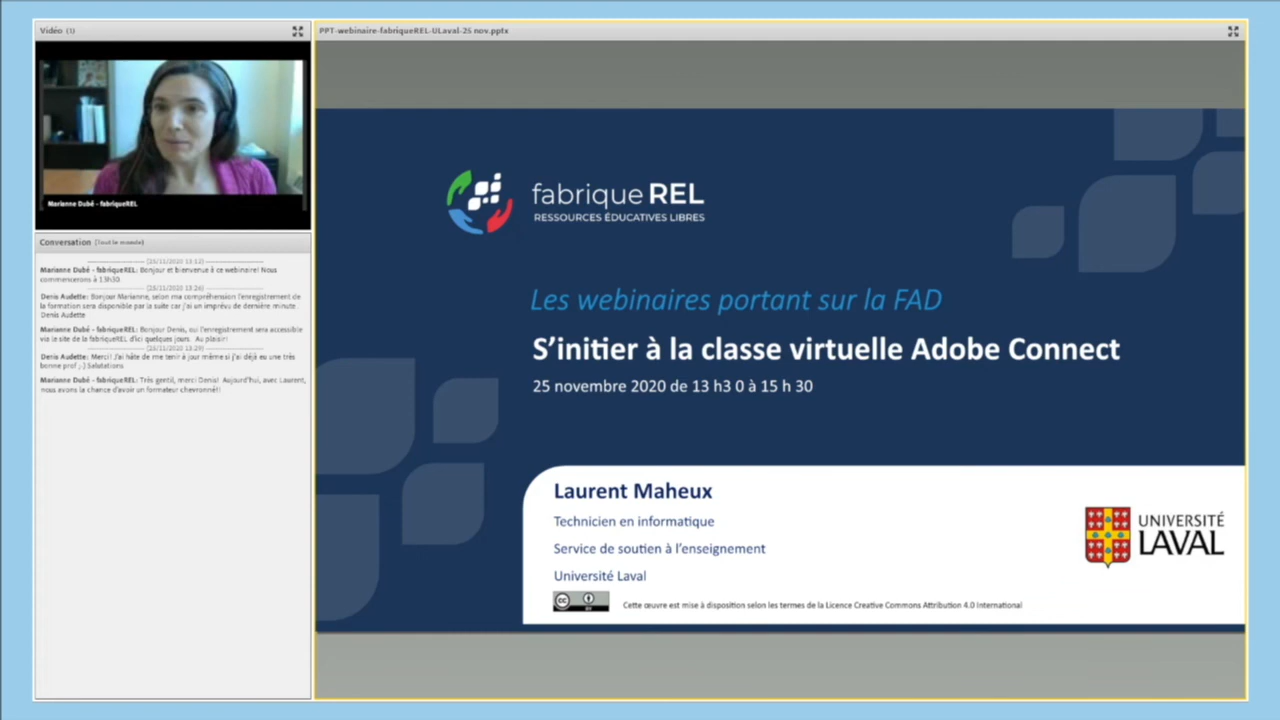 Vidéo (1)
Marianne Dubé - fabriqueREL
Conversation (Tout le monde)
(25/11/2020 13:12)
Marianne Dubé - fabriqueREL: Bonjour et bienvenue à ce webinaire! Nous
commencerons à 13h30.
(25/11/2020 13:26)
Denis Audette: Bonjour Marianne, selon ma compréhension l'enregistrement de
la formation sera disponible par la suite car j'ai un imprévu de dernière minute.
Denis Audette
Marianne Dubé - fabriqueREL: Bonjour Denis, oui l'enregistrement sera accessible
via le site de la fabriqueREL d'ici quelques jours. Au plaisir!
(25/11/2020 13:29)
Denis Audette: Merci! J'ai hâte de me tenir à jour même si j'ai déjà eu une très
bonne prof ;-) Salutations
Marianne Dubé - fabriqueREL: Très gentil, merci Denis! Aujourd'hui, avec Laurent,
nous avons la chance d'avoir un formateur chevronné!!
PPT-webinaire-fabriqueREL-ULaval-25 nov.pptx
fabrique REL
RESSOURCES ÉDUCATIVES LIBRES
Les webinaires portant sur la FAD
S'initier à la classe virtuelle Adobe Connect
25 novembre 2020 de 13 h3 0 à 15 h 30
Laurent Maheux
Technicien en informatique
Service de soutien à l'enseignement
Université Laval
UNIVERSITÉ
LAVAL
cc BY
Cette œuvre est mise à disposition selon les termes de la Licence Creative Commons Attribution 4.0 International